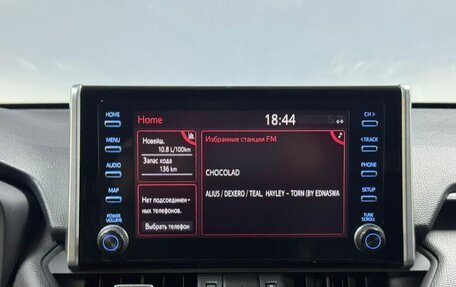 HOME
MENU
AUDIO
MAP
POWER
VOLUME
Home
18:44
Новейш.
10.8 L/100km
Запас хода
136 km
Нет подсоединен-
ных телефонов.
Выбрать телефон
Избранные станции FM
CHOCOLAD
ALIUS / DEXERO / TEAL, HAYLEY - TORN (BY EDNASWA
CH >
< TRACK
PHONE
SETUP
TUNE
SCROLL